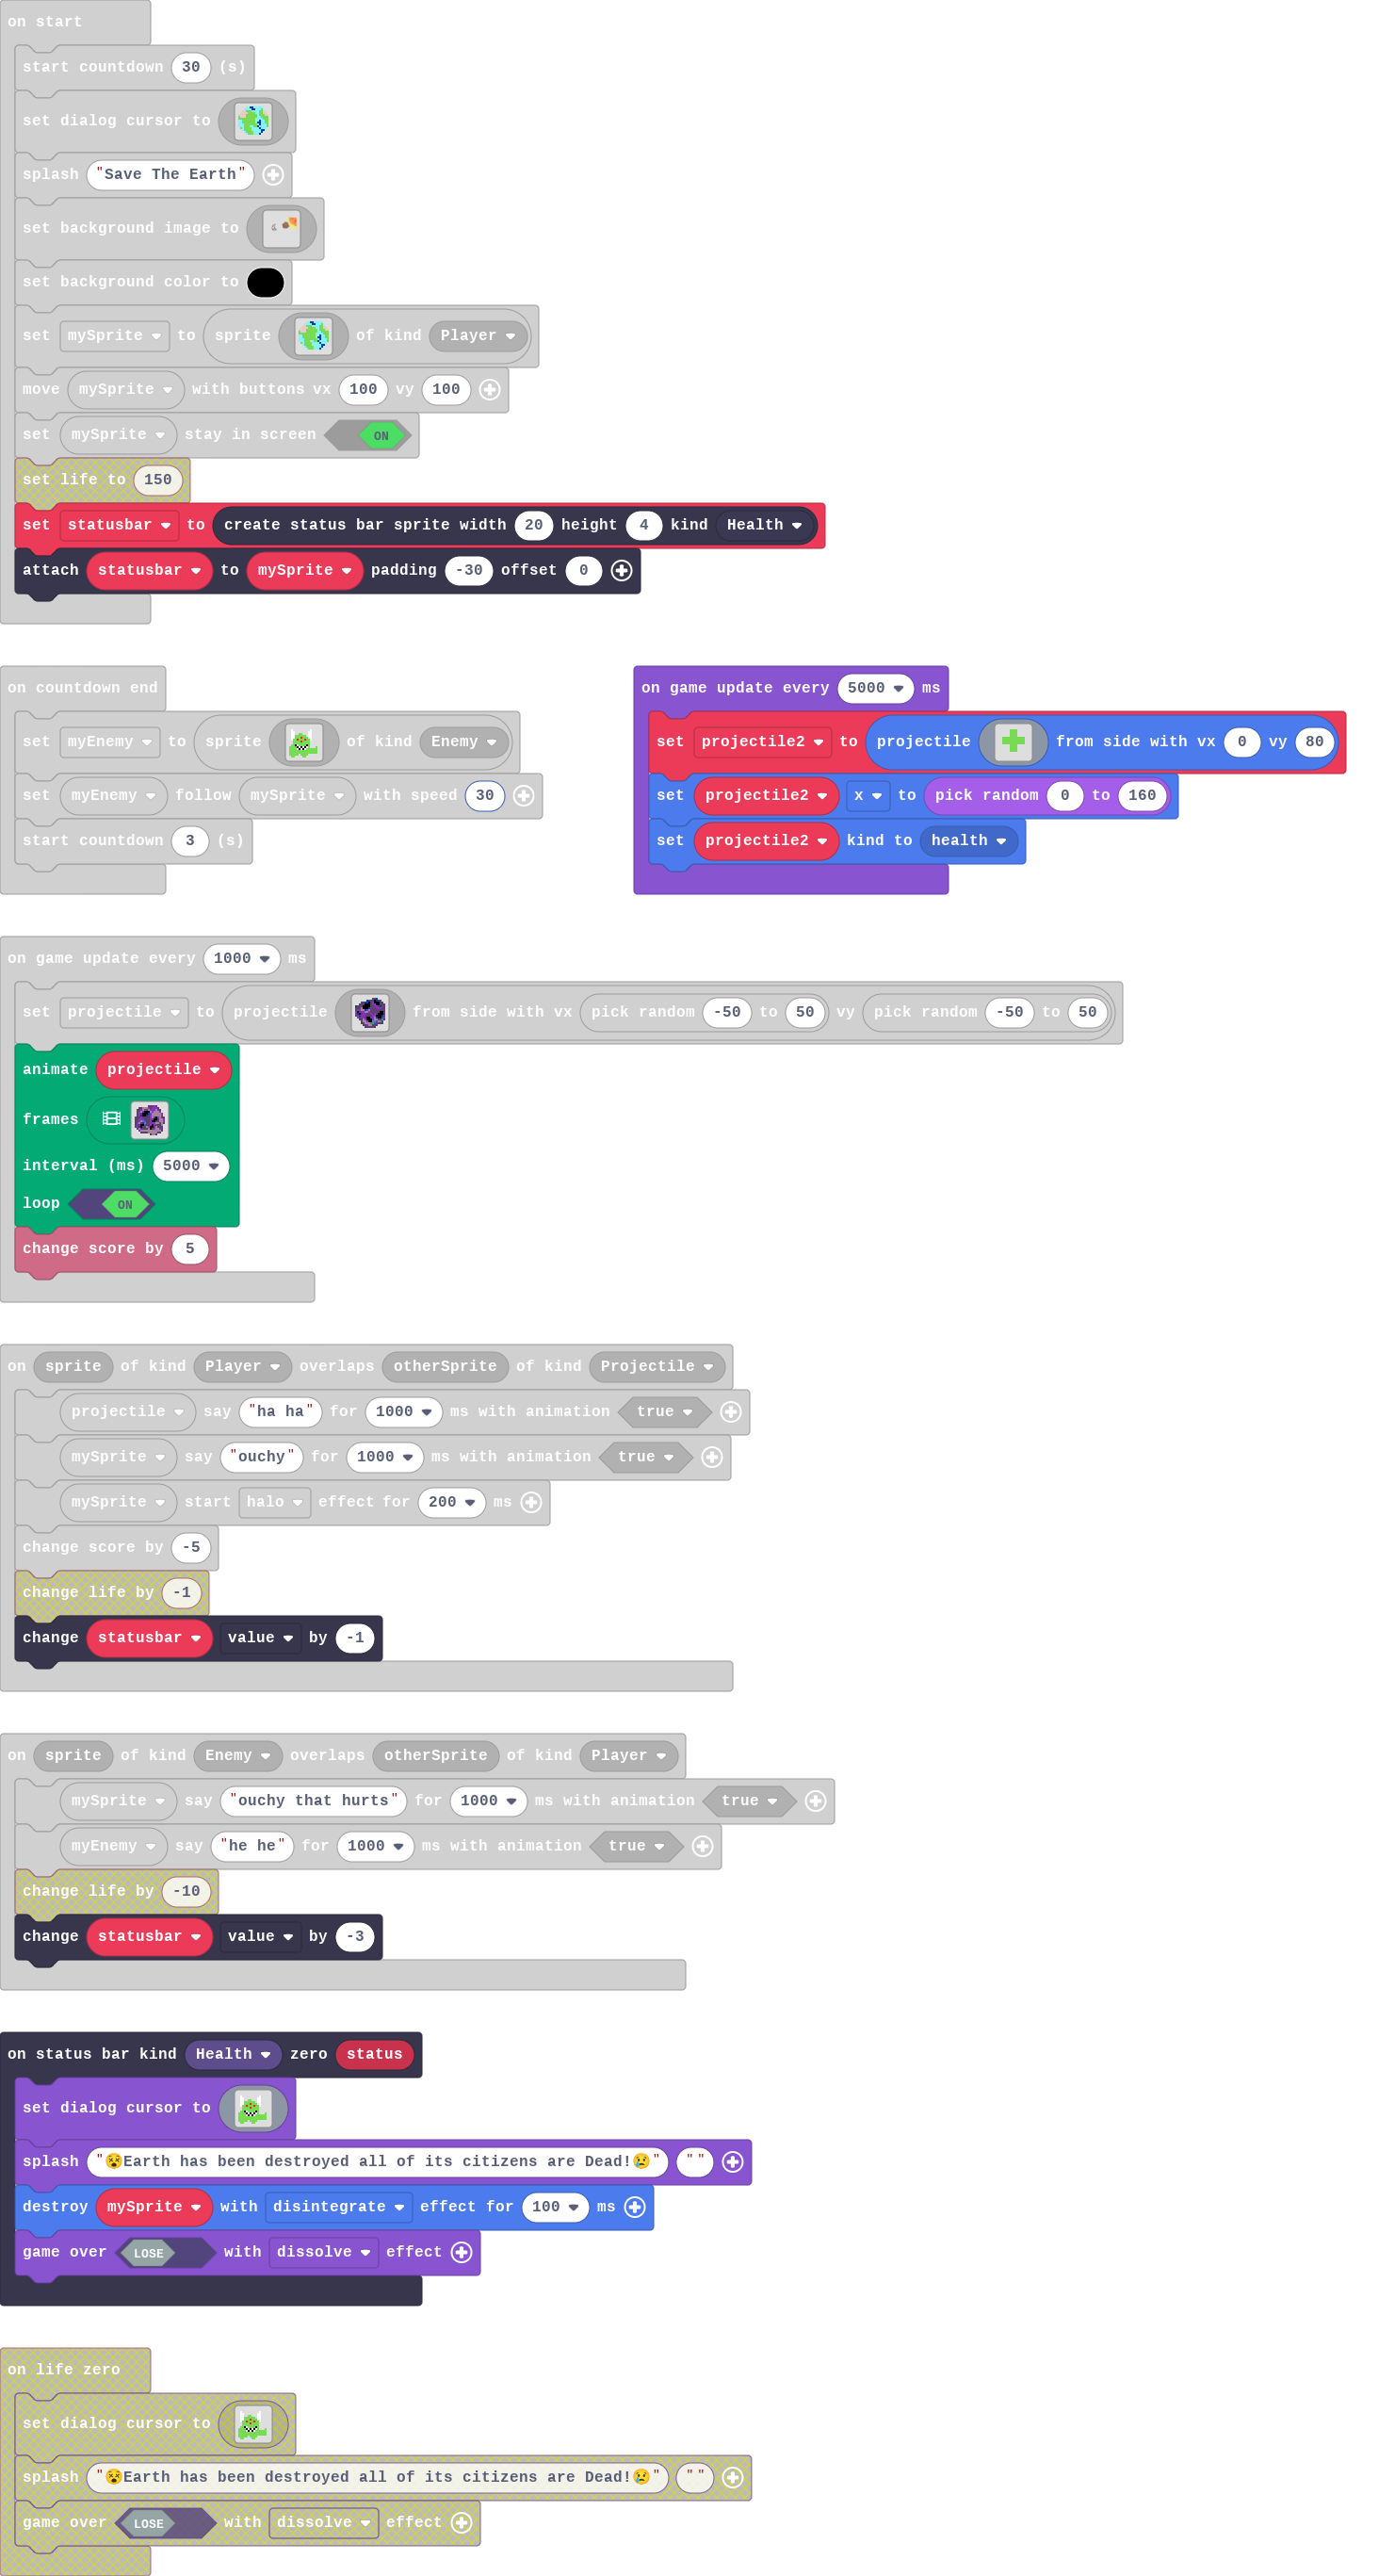 on start
start countdown 30 (s)
set dialog cursor to
splash "Save The Earth"
set background image to
set background color to
set mySprite to sprite of kind Player
move mySprite with buttons vx 100 vy 100
set mySprite stay in screen ON
set life to 150
set statusbar to create status bar sprite width 20 height 4 kind Health
attach statusbar to mySprite padding -30 offset 0
on countdown end
set myEnemy to sprite of kind Enemy
set myEnemy follow mySprite with speed 30
start countdown 3 (s)
on game update every 5000 ms
set projectile2 to projectile from side with vx 0 vy 80
set projectile2 x to pick random 0 to 160
set projectile2 kind to health
on game update every 1000 ms
set projectile to projectile from side with vx pick random -50 to 50 vy pick random -50 to 50
animate projectile
frames
interval (ms) 5000
loop ON
change score by 5
on sprite of kind Player overlaps otherSprite of kind Projectile
projectile say "ha ha" for 1000 ms with animation true
mySprite say "ouchy" for 1000 ms with animation true
mySprite start halo effect for 200 ms
change score by -5
change life by -1
change statusbar value by -1
on sprite of kind Enemy overlaps otherSprite of kind Player
mySprite say "ouchy that hurts" for 1000 ms with animation true
myEnemy say "he he" for 1000 ms with animation true
change life by -10
change statusbar value by -3
on status bar kind Health zero status
set dialog cursor to
splash "😵Earth has been destroyed all of its citizens are Dead!😢" ""
destroy mySprite with disintegrate effect for 100 ms
game over LOSE with dissolve effect
on life zero
set dialog cursor to
splash "😵Earth has been destroyed all of its citizens are Dead!😢" ""
game over LOSE with dissolve effect